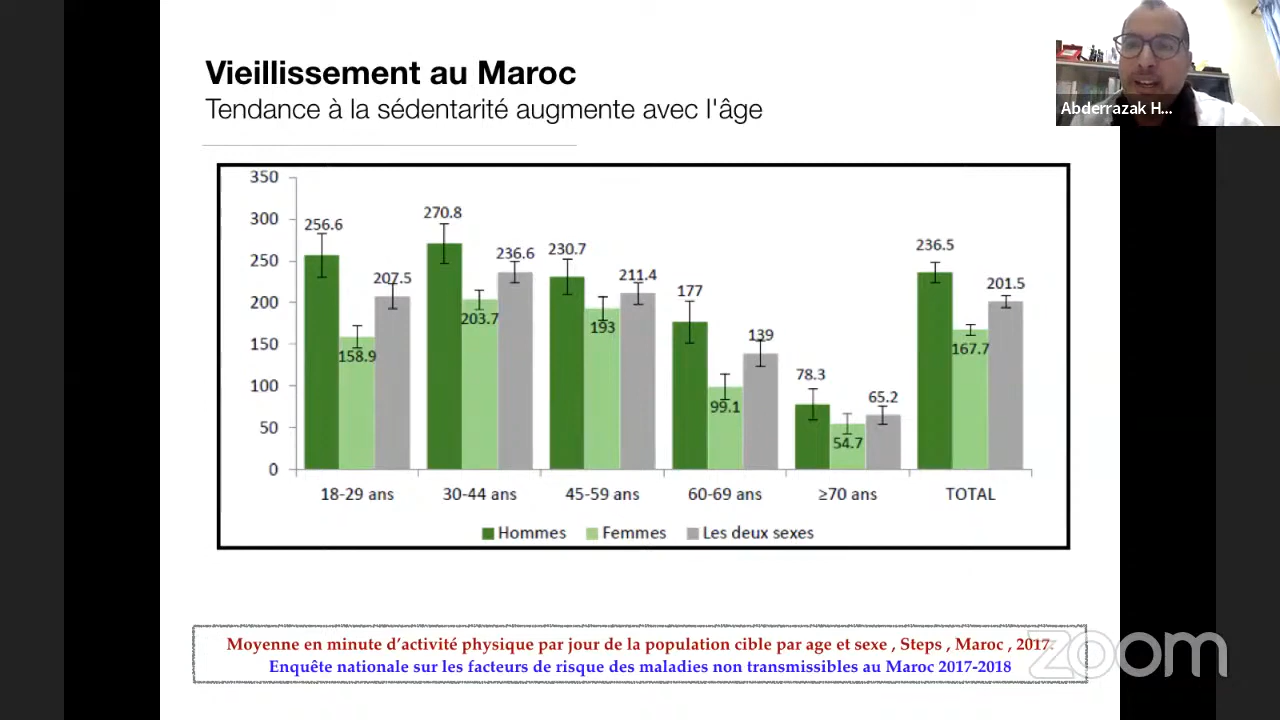 Vieillissement au Maroc
Tendance à la sédentarité augmente avec l'âge
Abderrazak H...
350
300
250
200
150
100
50
0
256.6
158.9
207.5
270.8
203.7
236.6
230.7
193
211.4
177
99.1
139
78.3
54.7
65.2
236.5
167.7
201.5
18-29 ans
30-44 ans
45-59 ans
60-69 ans
≥70 ans
TOTAL
Hommes
Femmes
Les deux sexes
Moyenne en minute d'activité physique par jour de la population cible par age et sexe , Steps , Maroc , 2017.
Enquête nationale sur les facteurs de risque des maladies non transmissibles au Maroc 2017-2018
zoom